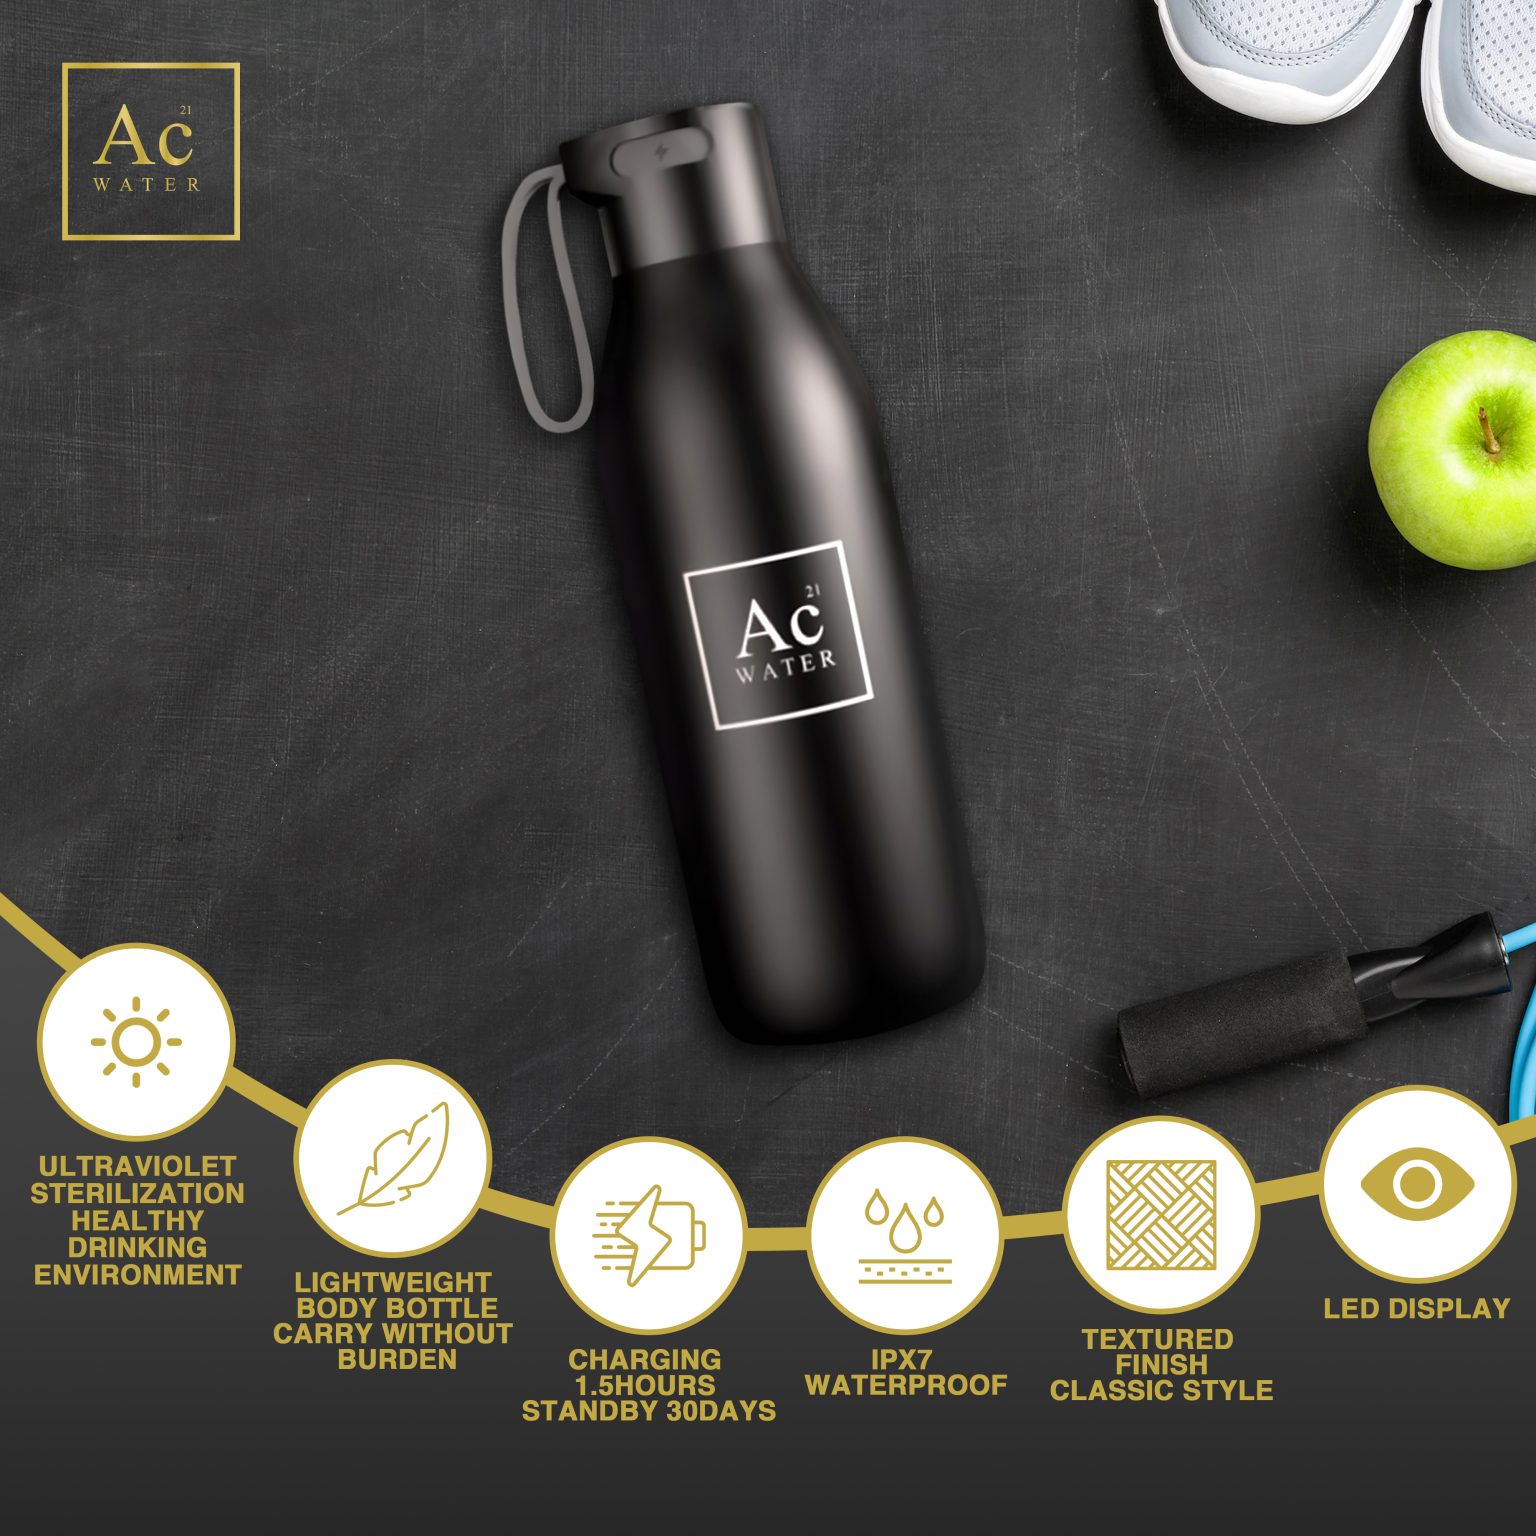 21
Ac
WATER
21
Ac
WATER
ULTRAVIOLET
STERILIZATION
HEALTHY
DRINKING
ENVIRONMENT
LIGHTWEIGHT
BODY BOTTLE
CARRY WITHOUT
BURDEN
CHARGING
1.5HOURS
STANDBY 30DAYS
IPX7
WATERPROOF
TEXTURED
FINISH
CLASSIC STYLE
LED DISPLAY